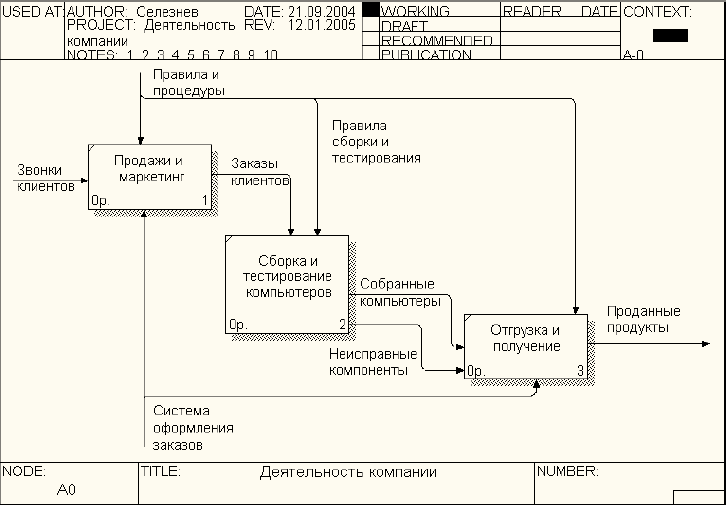 USED AT:
AUTHOR: Селезнев DATE: 21.09.2004
PROJECT: Деятельность REV: 12.01.2005
компании
NOTES: 1 2 3 4 5 6 7 8 9 10
WORKING
DRAFT
RECOMMENDED
PUBLICATION
READER DATE
CONTEXT:
A-0
Правила и
процедуры
Правила
сборки и
тестирования
Звонки
клиентов
Продажи и
маркетинг
0р. 1
Заказы
клиентов
Сборка и
тестирование
компьютеров
0р. 2
Собранные
компьютеры
Неисправные
компоненты
Отгрузка и
получение
0р. 3
Проданные
продукты
Система
оформления
заказов
NODE:
A0
TITLE:
Деятельность компании
NUMBER: